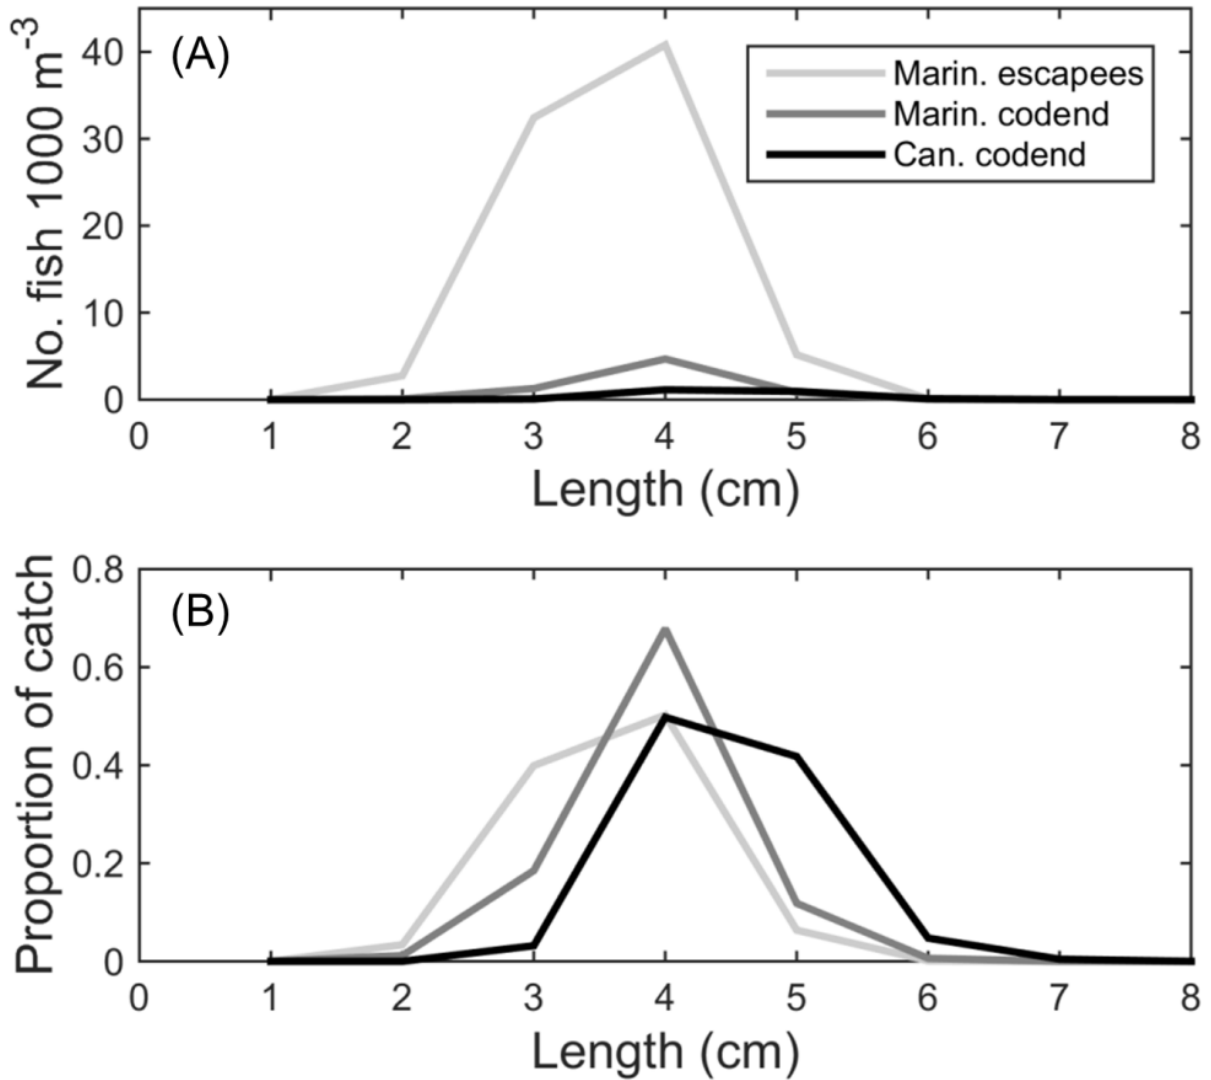 (A)
No. fish 1000 m⁻³
40
30
20
10
0
Marin. escapees
Marin. codend
Can. codend
0 1 2 3 4 5 6 7 8
Length (cm)
(B)
Proportion of catch
0.8
0.6
0.4
0.2
0
0 1 2 3 4 5 6 7 8
Length (cm)